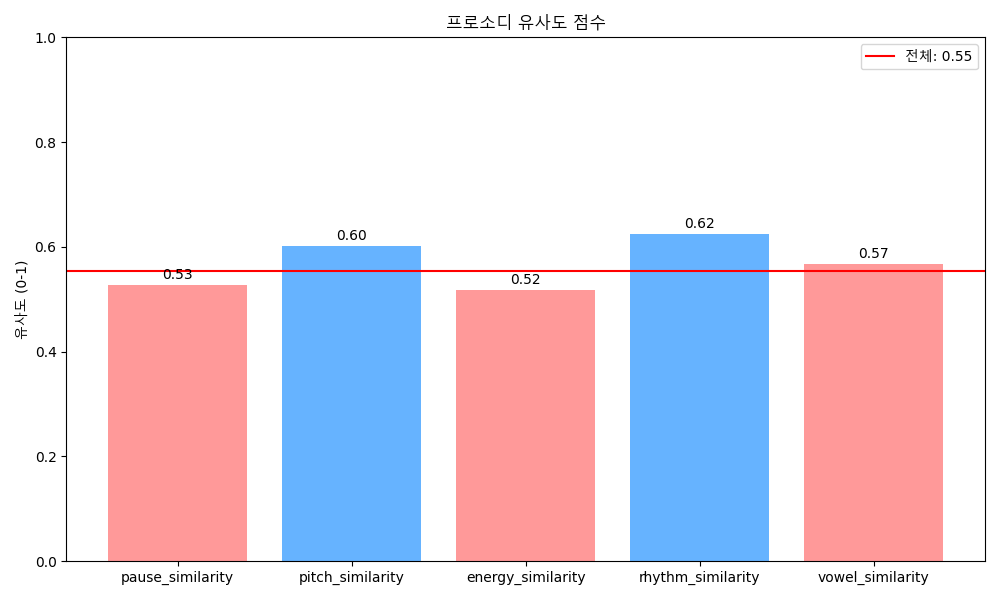 프로소디 유사도 점수
전체: 0.55
유사도 (0-1)
1.0
0.8
0.6
0.4
0.2
0.0
0.53
0.60
0.52
0.62
0.57
pause_similarity
pitch_similarity
energy_similarity
rhythm_similarity
vowel_similarity